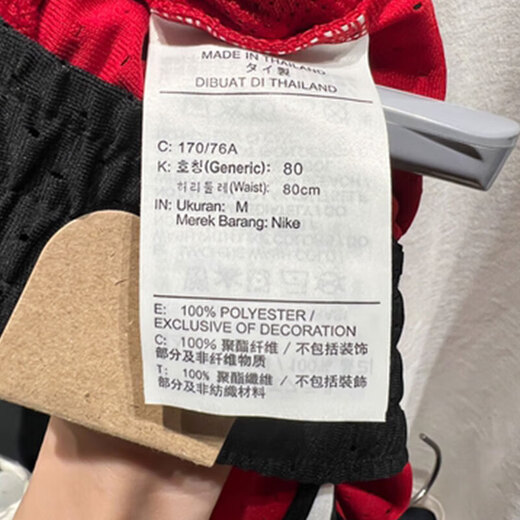 MADE IN THAILAND
タイ製
DIBUAT DI THAILAND
C: 170/76A
K: 호칭(Generic): 80
허리둘레(Waist): 80cm
IN: Ukuran: M
Merek Barang: Nike
E: 100% POLYESTER /
EXCLUSIVE OF DECORATION
C: 100% 聚酯纤维 / 不包括装饰
部分及非纤维物质
T: 100% 聚酯纖維 / 不包括裝飾
部分及非紡織材料